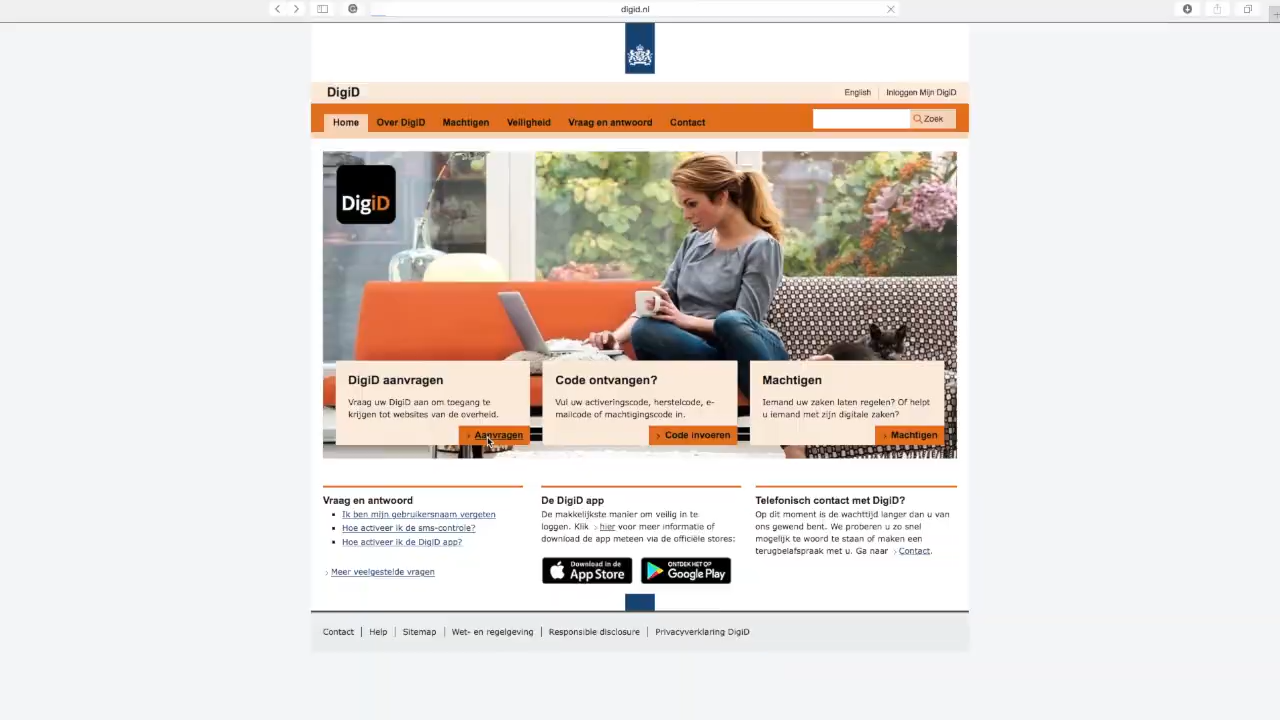 digid.nl
DigiD
English
Inloggen Mijn DigiD
Home
Over DigiD
Machtigen
Veiligheid
Vraag en antwoord
Contact
Zoek
DigiD
DigiD aanvragen
Vraag uw DigiD aan om toegang te
krijgen tot websites van de overheid.
Aanvragen
Code ontvangen?
Vul uw activeringscode, herstelcode, e-
mailcode of machtigingscode in.
Code invoeren
Machtigen
Iemand uw zaken laten regelen? Of helpt
u iemand met zijn digitale zaken?
Machtigen
Vraag en antwoord
Ik ben mijn gebruikersnaam vergeten
Hoe activeer ik de sms-controle?
Hoe activeer ik de DigiD app?
Meer veelgestelde vragen
De DigiD app
De makkelijkste manier om veilig in te
loggen. Klik hier voor meer informatie of
download de app meteen via de officiële stores:
Download in de
App Store
ONTDEK HET OP
Google Play
Telefonisch contact met DigiD?
Op dit moment is de wachttijd langer dan u van
ons gewend bent. We proberen u zo snel
mogelijk te woord te staan of maken een
terugbelafspraak met u. Ga naar Contact.
Contact
Help
Sitemap
Wet- en regelgeving
Responsible disclosure
Privacyverklaring DigiD